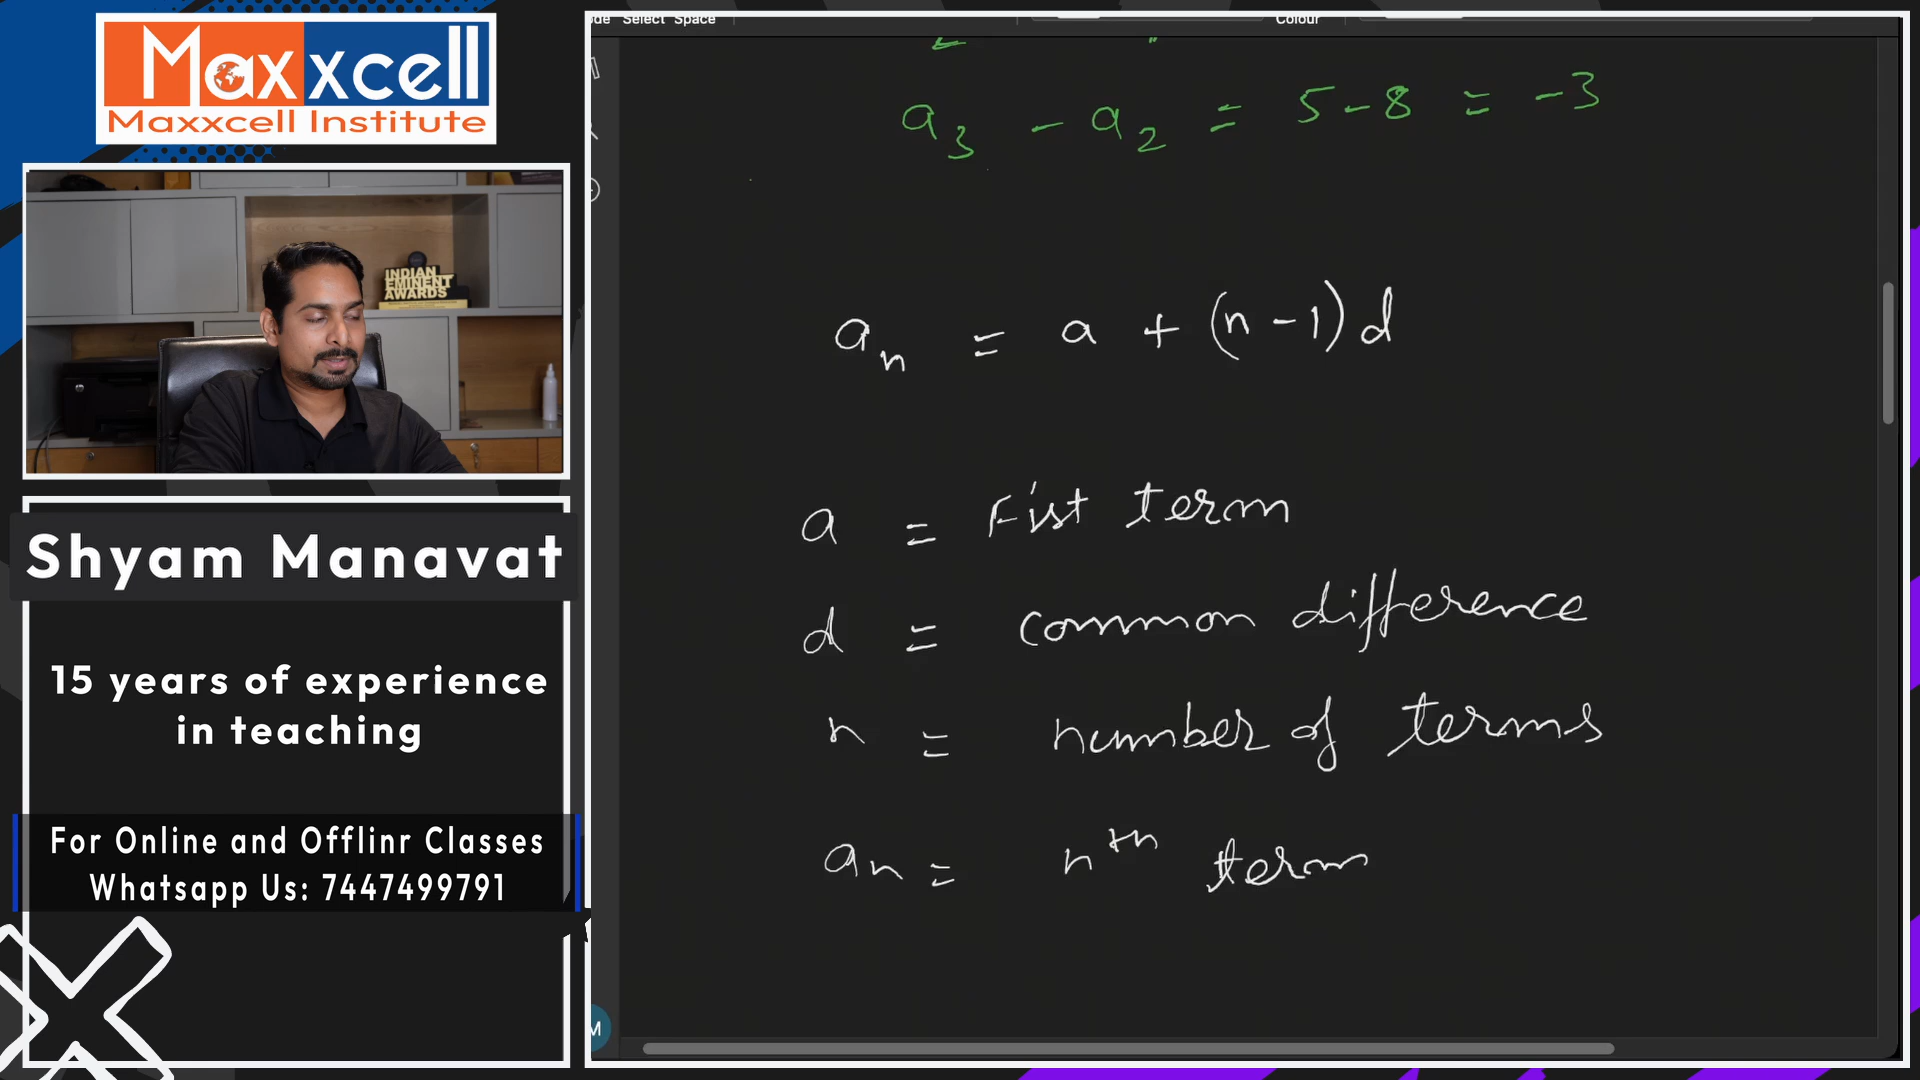 Maxxcell
Maxxcell Institute
INDIAN
EMINENT
AWARDS
Shyam Manavat
15 years of experience
in teaching
For Online and Offlinr Classes
Whatsapp Us: 7447499791
Select Space
Colour
a₃ - a₂ = 5 - 8 = -3
aₙ = a + (n - 1) d
a = Fist term
d = common difference
n = number of terms
aₙ = nᵗʰ term
M